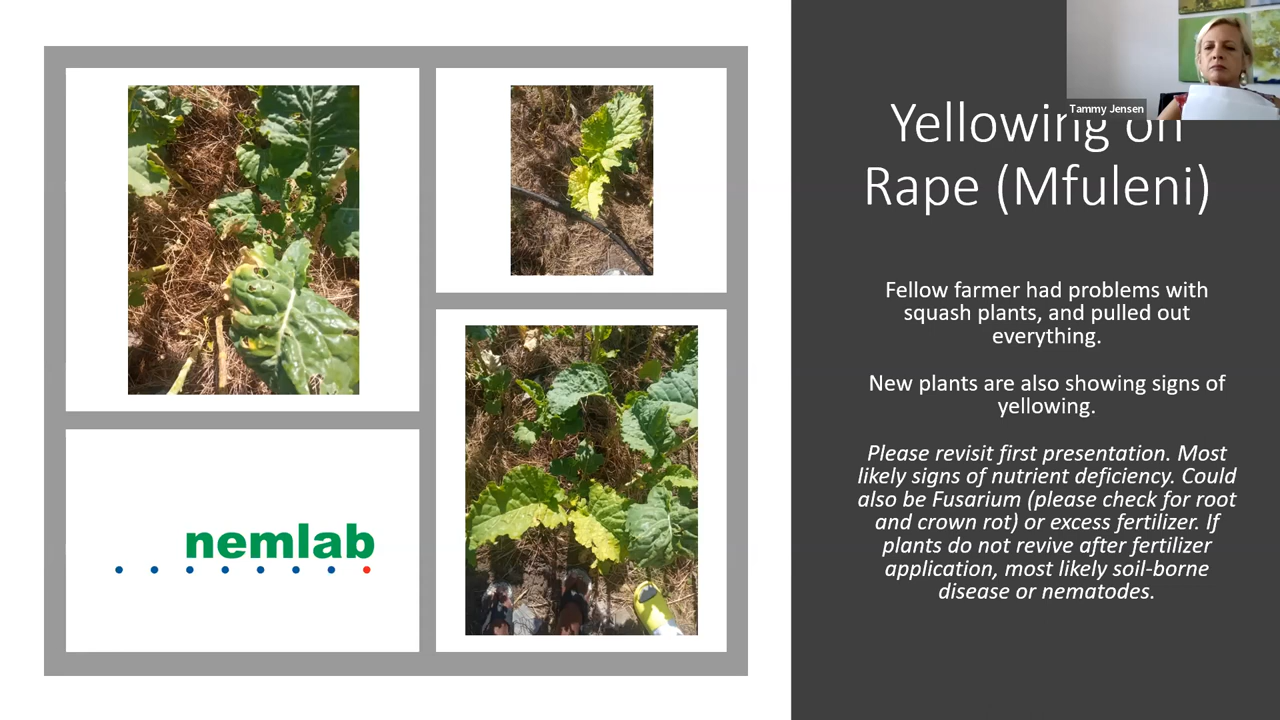 Tammy Jensen
Yellowing on
Rape (Mfuleni)
Fellow farmer had problems with
squash plants, and pulled out
everything.
New plants are also showing signs of
yellowing.
Please revisit first presentation. Most
likely signs of nutrient deficiency. Could
also be Fusarium (please check for root
and crown rot) or excess fertilizer. If
plants do not revive after fertilizer
application, most likely soil-borne
disease or nematodes.
nemlab